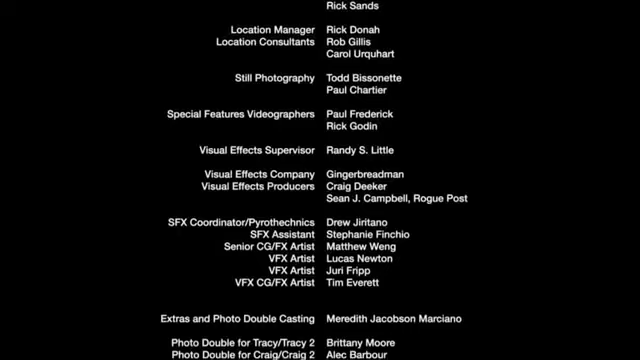 Rick Sands
Location Manager Rick Donah
Location Consultants Rob Gillis
Carol Urquhart
Still Photography Todd Bissonette
Paul Chartier
Special Features Videographers Paul Frederick
Rick Godin
Visual Effects Supervisor Randy S. Little
Visual Effects Company Gingerbreadman
Visual Effects Producers Craig Deeker
Sean J. Campbell, Rogue Post
SFX Coordinator/Pyrothechnics Drew Jiritano
SFX Assistant Stephanie Finchio
Senior CG/FX Artist Matthew Weng
VFX Artist Lucas Newton
VFX Artist Juri Fripp
VFX CG/FX Artist Tim Everett
Extras and Photo Double Casting Meredith Jacobson Marciano
Photo Double for Tracy/Tracy 2 Brittany Moore
Photo Double for Craig/Craig 2 Alec Barbour